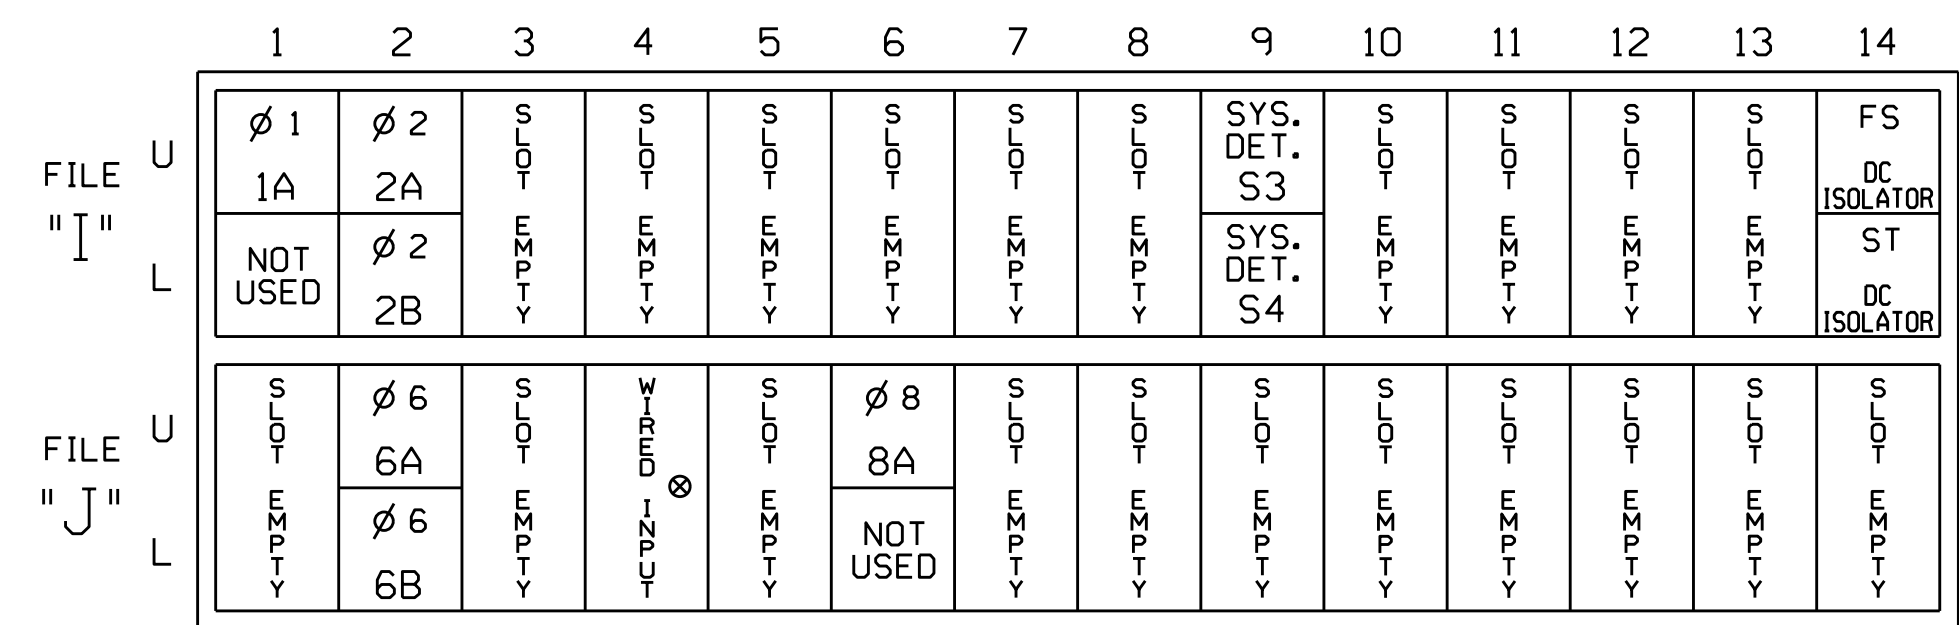 1 2 3 4 5 6 7 8 9 10 11 12 13 14
FILE
"I"
U
L
Ø 1
1A
NOT
USED
Ø 2
2A
Ø 2
2B
SLOT EMPTY
SLOT EMPTY
SLOT EMPTY
SLOT EMPTY
SLOT EMPTY
SLOT EMPTY
SYS.
DET.
S3
SYS.
DET.
S4
SLOT EMPTY
SLOT EMPTY
SLOT EMPTY
SLOT EMPTY
FS
DC
ISOLATOR
ST
DC
ISOLATOR
FILE
"J"
U
L
SLOT EMPTY
Ø 6
6A
Ø 6
6B
SLOT EMPTY
WIRED INPUT
⊗
SLOT EMPTY
Ø 8
8A
NOT
USED
SLOT EMPTY
SLOT EMPTY
SLOT EMPTY
SLOT EMPTY
SLOT EMPTY
SLOT EMPTY
SLOT EMPTY
SLOT EMPTY